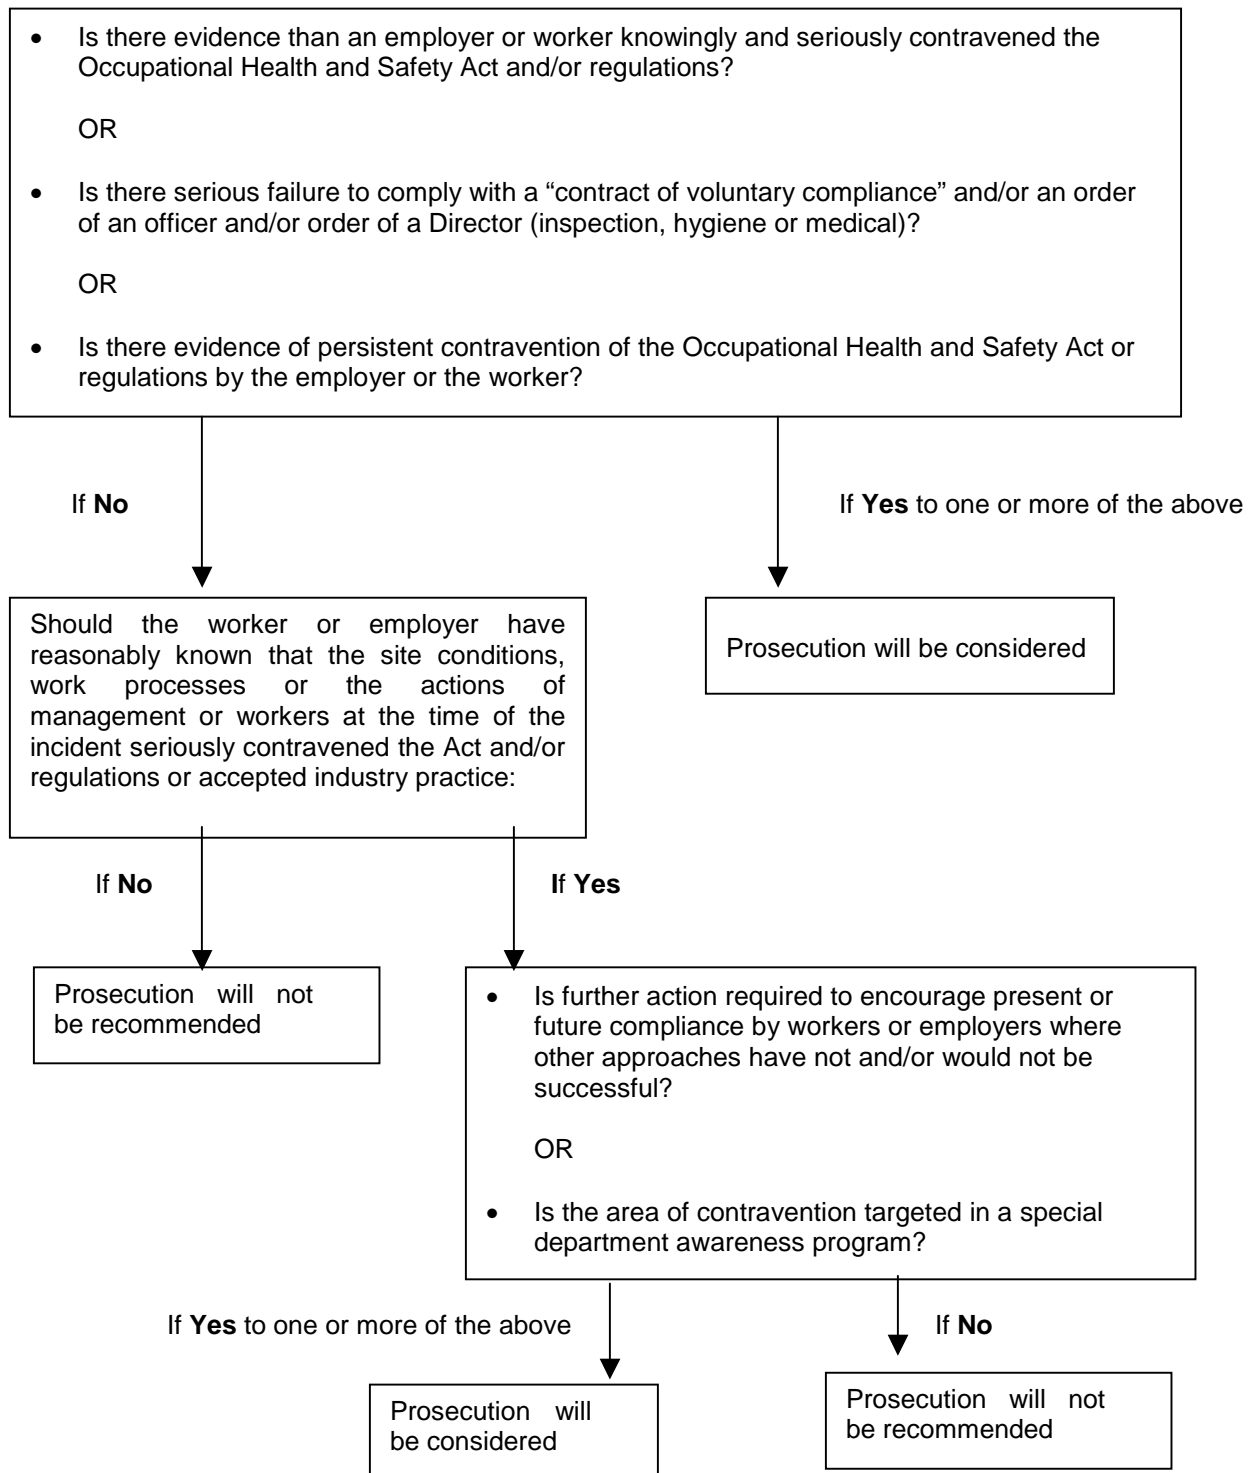 • Is there evidence than an employer or worker knowingly and seriously contravened the
Occupational Health and Safety Act and/or regulations?
OR
• Is there serious failure to comply with a “contract of voluntary compliance” and/or an order
of an officer and/or order of a Director (inspection, hygiene or medical)?
OR
• Is there evidence of persistent contravention of the Occupational Health and Safety Act or
regulations by the employer or the worker?
If No
If Yes to one or more of the above
Should the worker or employer have
reasonably known that the site conditions,
work processes or the actions of
management or workers at the time of the
incident seriously contravened the Act and/or
regulations or accepted industry practice:
Prosecution will be considered
If No
If Yes
Prosecution will not
be recommended
• Is further action required to encourage present or
future compliance by workers or employers where
other approaches have not and/or would not be
successful?
OR
• Is the area of contravention targeted in a special
department awareness program?
If Yes to one or more of the above
If No
Prosecution will
be considered
Prosecution will not
be recommended